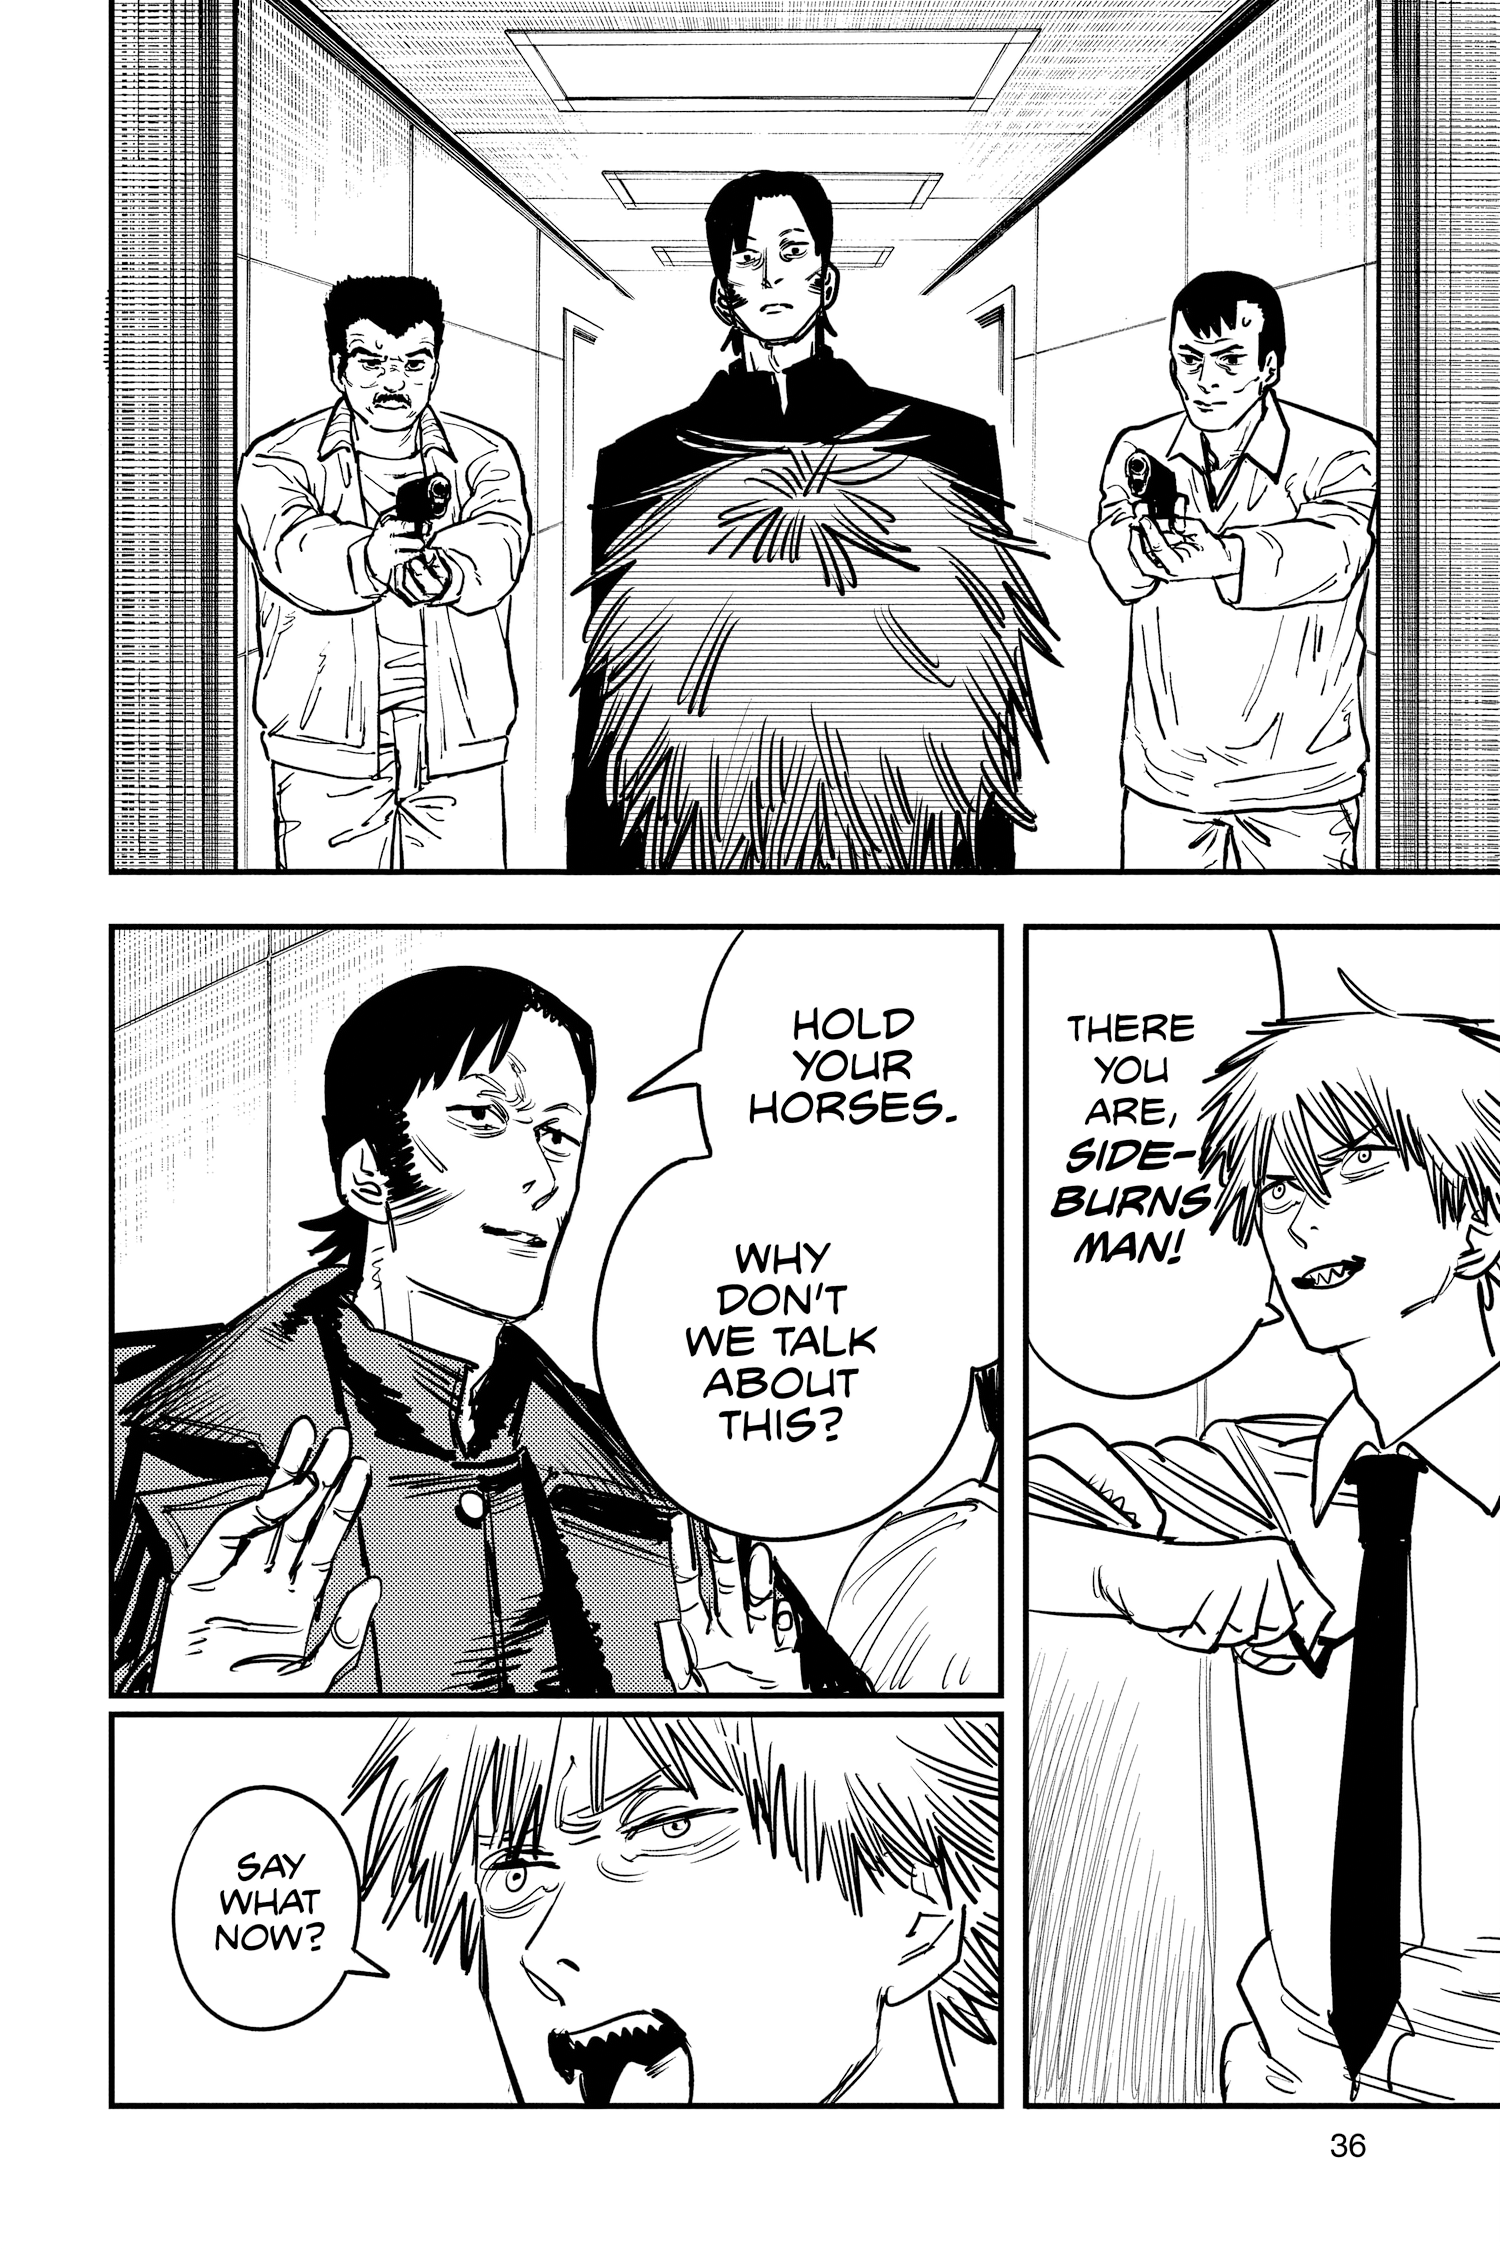 THERE
YOU
ARE,
SIDE-
BURNS
MAN!
HOLD
YOUR
HORSES.
WHY
DON'T
WE TALK
ABOUT
THIS?
SAY
WHAT
NOW?
36